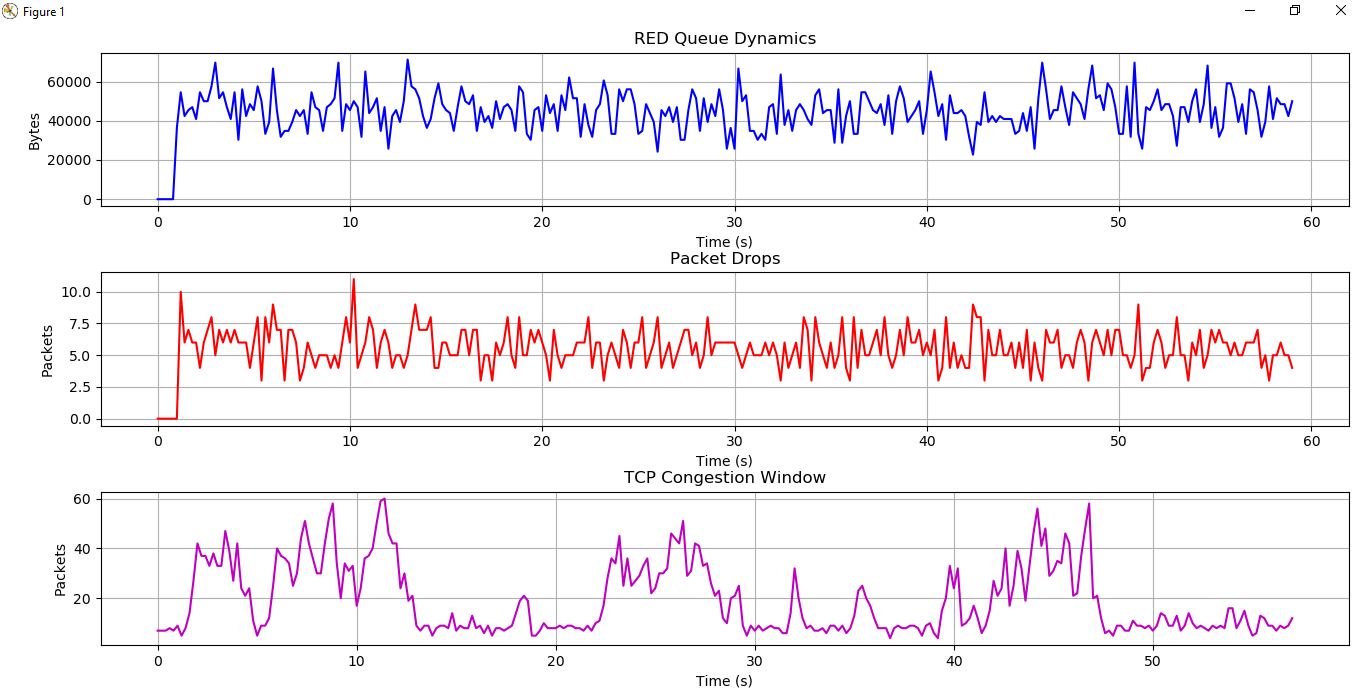 Figure 1
RED Queue Dynamics
60000
40000
20000
0
Bytes
0 10 20 30 40 50 60
Time (s)
Packet Drops
10.0
7.5
5.0
2.5
0.0
Packets
0 10 20 30 40 50 60
Time (s)
TCP Congestion Window
60
40
20
Packets
0 10 20 30 40 50
Time (s)